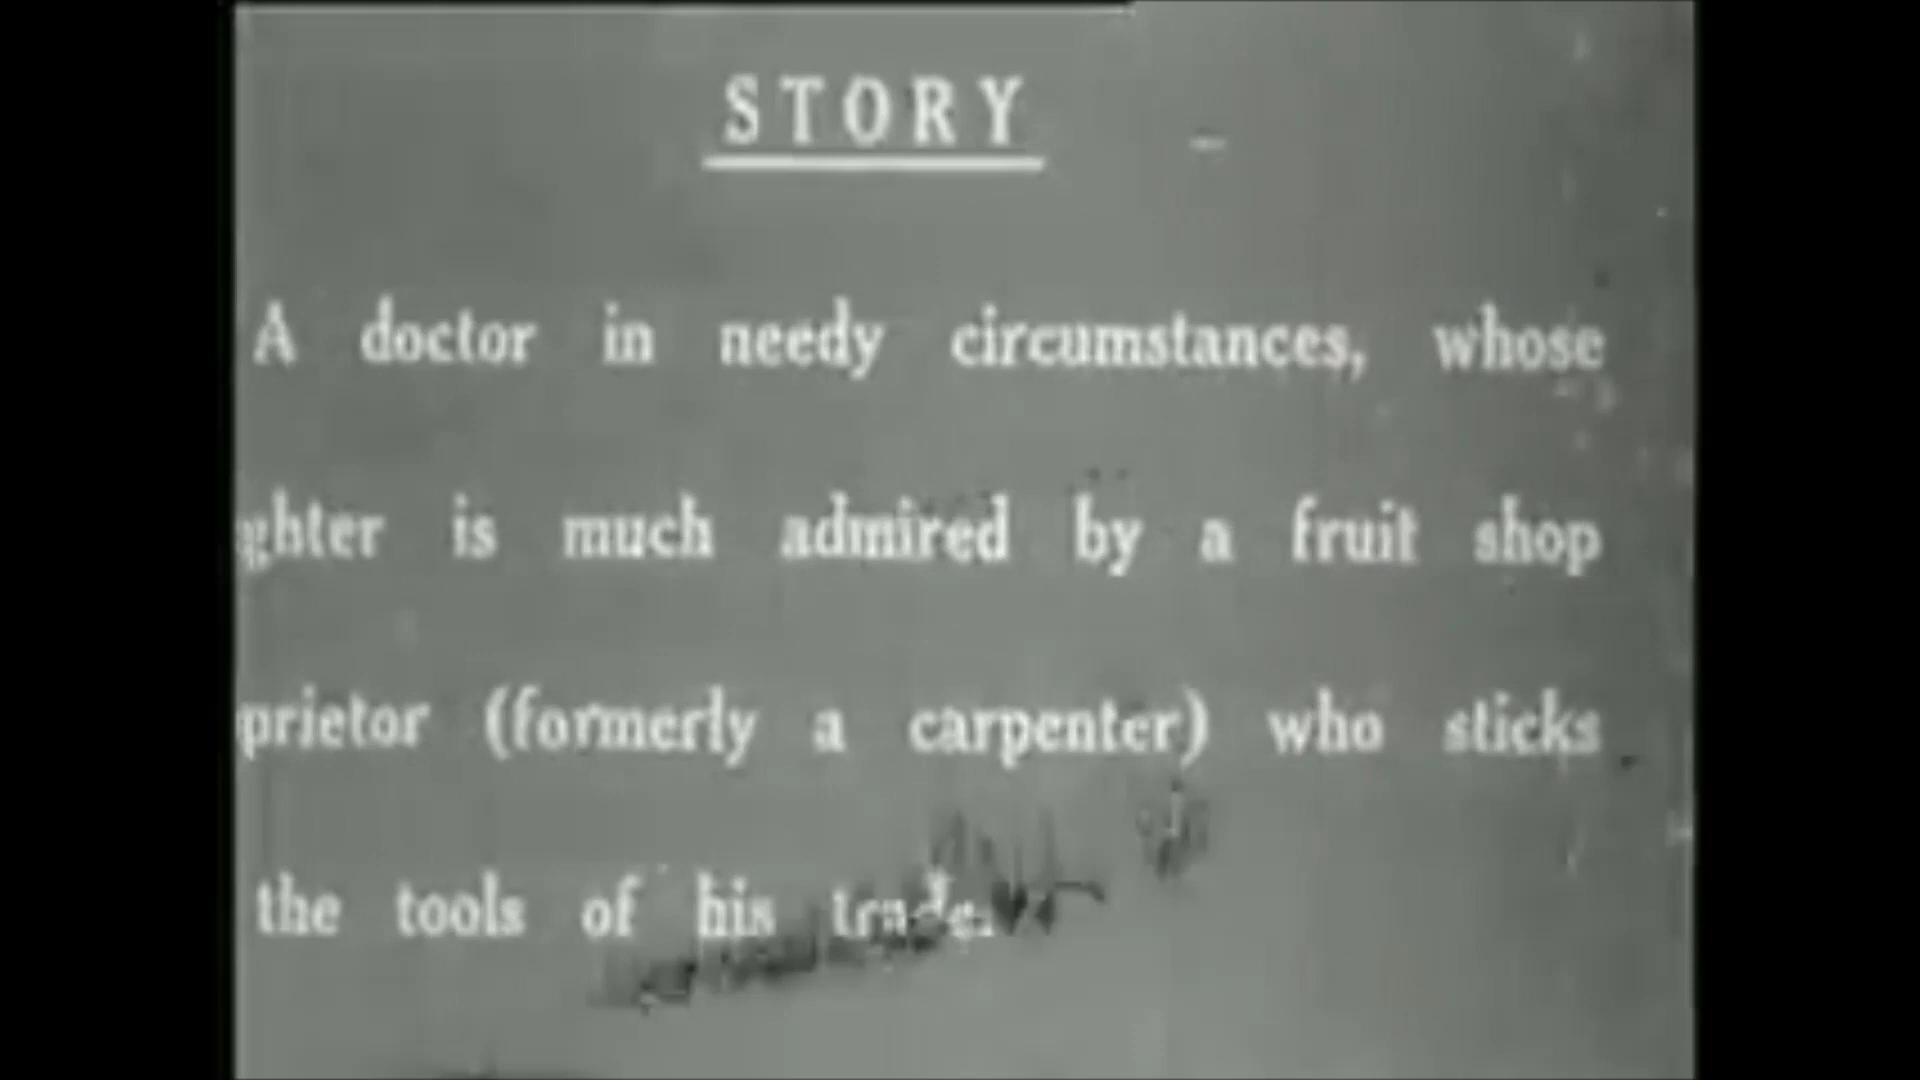 STORY
A doctor in needy circumstances, whose
ghter is much admired by a fruit shop
prietor (formerly a carpenter) who sticks
the tools of his trade.